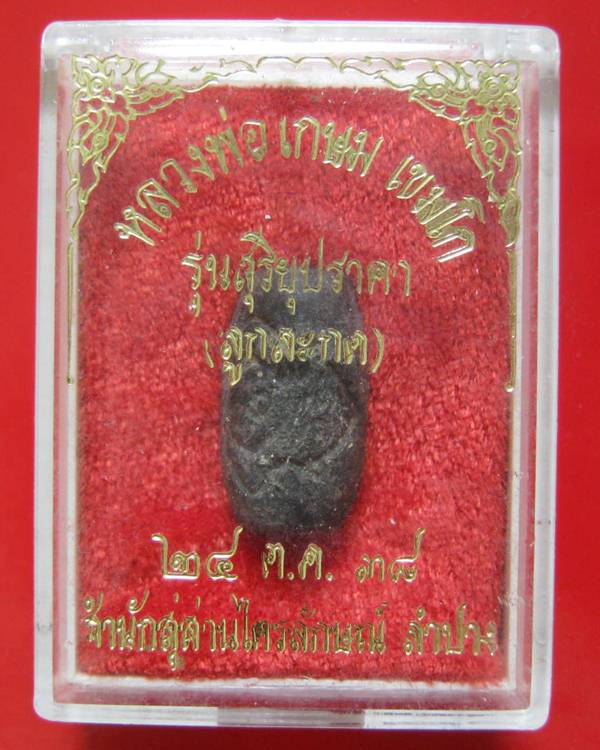 หลวงพ่อ เกษม เขมโก
รุ่นสุริยุปราคา
(ลูกสะกด)
๒๔ ต.ค. ๓๘
สำนักสุสานไตรลักษณ์ ลำปาง